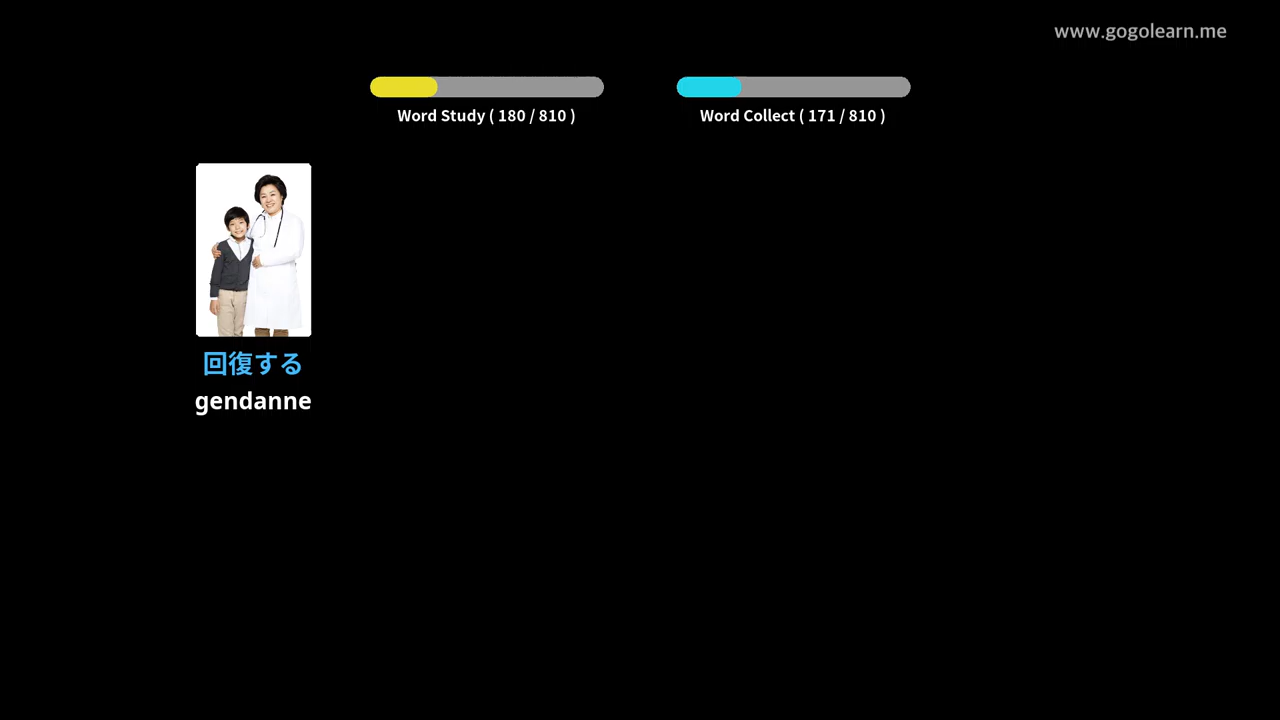 www.gogolearn.me
Word Study ( 180 / 810 )
Word Collect ( 171 / 810 )
回復する
gendanne